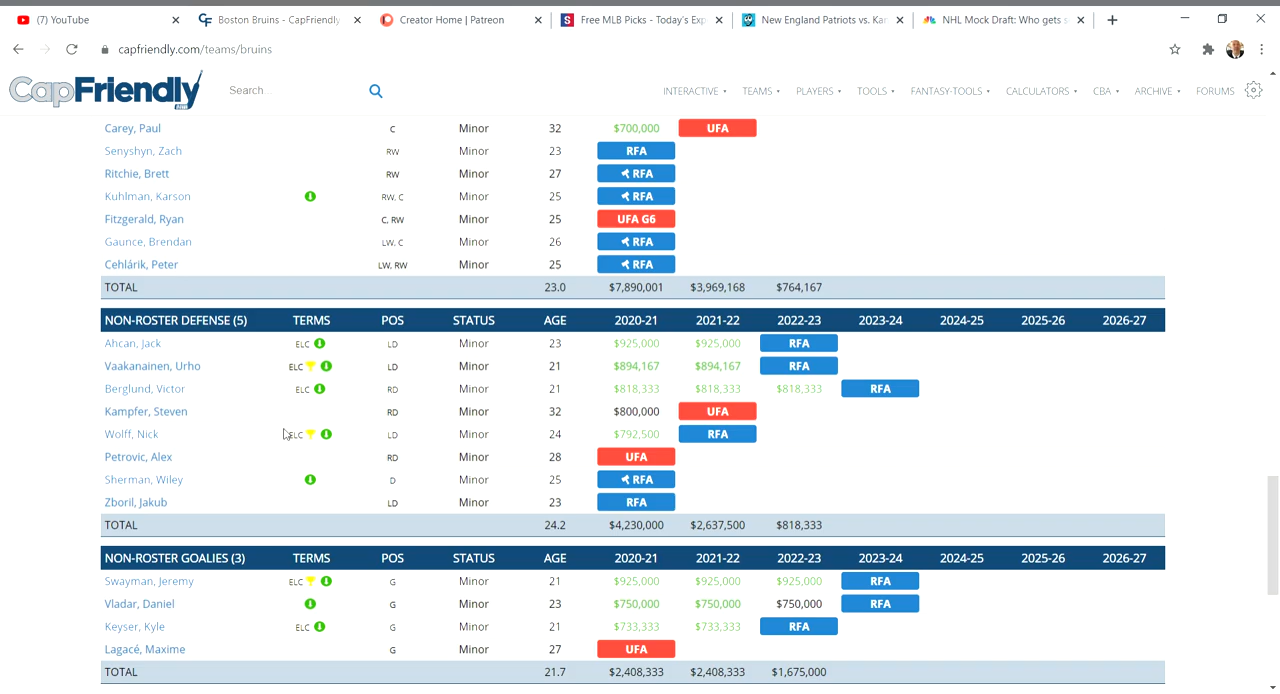 (7) YouTube Boston Bruins - CapFriendly Creator Home | Patreon Free MLB Picks - Today's Exp New England Patriots vs. Kan NHL Mock Draft: Who gets s
capfriendly.com/teams/bruins
CapFriendly Search... INTERACTIVE TEAMS PLAYERS TOOLS FANTASY-TOOLS CALCULATORS CBA ARCHIVE FORUMS
Carey, Paul C Minor 32 $700,000 UFA
Senyshyn, Zach RW Minor 23 RFA
Ritchie, Brett RW Minor 27 RFA
Kuhlman, Karson RW, C Minor 25 RFA
Fitzgerald, Ryan C, RW Minor 25 UFA G6
Gaunce, Brendan LW, C Minor 26 RFA
Cehlárik, Peter LW, RW Minor 25 RFA
TOTAL 23.0 $7,890,001 $3,969,168 $764,167
NON-ROSTER DEFENSE (5) TERMS POS STATUS AGE 2020-21 2021-22 2022-23 2023-24 2024-25 2025-26 2026-27
Ahcan, Jack ELC LD Minor 23 $925,000 $925,000 RFA
Vaakanainen, Urho ELC LD Minor 21 $894,167 $894,167 RFA
Berglund, Victor ELC RD Minor 21 $818,333 $818,333 $818,333 RFA
Kampfer, Steven RD Minor 32 $800,000 UFA
Wolff, Nick ELC LD Minor 24 $792,500 RFA
Petrovic, Alex RD Minor 28 UFA
Sherman, Wiley D Minor 25 RFA
Zboril, Jakub LD Minor 23 RFA
TOTAL 24.2 $4,230,000 $2,637,500 $818,333
NON-ROSTER GOALIES (3) TERMS POS STATUS AGE 2020-21 2021-22 2022-23 2023-24 2024-25 2025-26 2026-27
Swayman, Jeremy ELC G Minor 21 $925,000 $925,000 $925,000 RFA
Vladar, Daniel G Minor 23 $750,000 $750,000 $750,000 RFA
Keyser, Kyle ELC G Minor 21 $733,333 $733,333 RFA
Lagacé, Maxime G Minor 27 UFA
TOTAL 21.7 $2,408,333 $2,408,333 $1,675,000